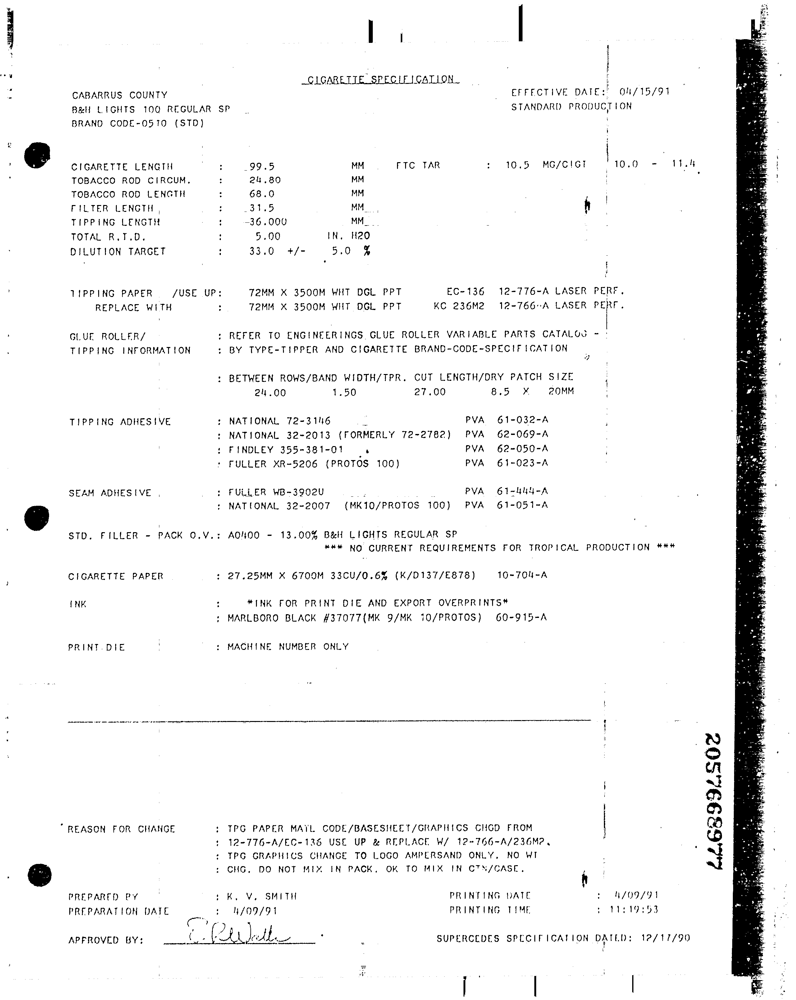 CIGARETTE SPECIFICATION
CABARRUS COUNTY EFFECTIVE DATE: 04/15/91
B&H LIGHTS 100 REGULAR SP STANDARD PRODUCTION
BRAND CODE-0510 (STD)
CIGARETTE LENGTH : 99.5 MM FTC TAR : 10.5 MG/CIGT 10.0 - 11.4
TOBACCO ROD CIRCUM. : 24.80 MM
TOBACCO ROD LENGTH : 68.0 MM
FILTER LENGTH : 31.5 MM
TIPPING LENGTH : 36.000 MM
TOTAL R.T.D. : 5.00 IN. H2O
DILUTION TARGET : 33.0 +/- 5.0 %
TIPPING PAPER /USE UP: 72MM X 3500M WHT DGL PPT EC-136 12-776-A LASER PERF.
REPLACE WITH : 72MM X 3500M WHT DGL PPT KC 236M2 12-766-A LASER PERF.
GLUE ROLLER/ : REFER TO ENGINEERINGS GLUE ROLLER VARIABLE PARTS CATALOG -
TIPPING INFORMATION : BY TYPE-TIPPER AND CIGARETTE BRAND-CODE-SPECIFICATION
: BETWEEN ROWS/BAND WIDTH/TPR. CUT LENGTH/DRY PATCH SIZE
24.00 1.50 27.00 8.5 X 20MM
TIPPING ADHESIVE : NATIONAL 72-3146 PVA 61-032-A
: NATIONAL 32-2013 (FORMERLY 72-2782) PVA 62-069-A
: FINDLEY 355-381-01 PVA 62-050-A
: FULLER XR-5206 (PROTOS 100) PVA 61-023-A
SEAM ADHESIVE : FULLER WB-3902U PVA 61-444-A
: NATIONAL 32-2007 (MK10/PROTOS 100) PVA 61-051-A
STD. FILLER - PACK O.V.: A0400 - 13.00% B&H LIGHTS REGULAR SP
*** NO CURRENT REQUIREMENTS FOR TROPICAL PRODUCTION ***
CIGARETTE PAPER : 27.25MM X 6700M 33CU/0.6% (K/D137/E878) 10-704-A
INK : *INK FOR PRINT DIE AND EXPORT OVERPRINTS*
: MARLBORO BLACK #37077(MK 9/MK 10/PROTOS) 60-915-A
PRINT DIE : MACHINE NUMBER ONLY
2057668977
REASON FOR CHANGE : TPG PAPER MATL CODE/BASESHEET/GRAPHICS CHGD FROM
: 12-776-A/EC-136 USE UP & REPLACE W/ 12-766-A/236M2.
: TPG GRAPHICS CHANGE TO LOGO AMPERSAND ONLY. NO WT
: CHG. DO NOT MIX IN PACK. OK TO MIX IN CTN/CASE.
PREPARED BY : K. V. SMITH PRINTING DATE : 4/09/91
PREPARATION DATE : 4/09/91 PRINTING TIME : 11:19:53
APPROVED BY: SUPERCEDES SPECIFICATION DATED: 12/17/90